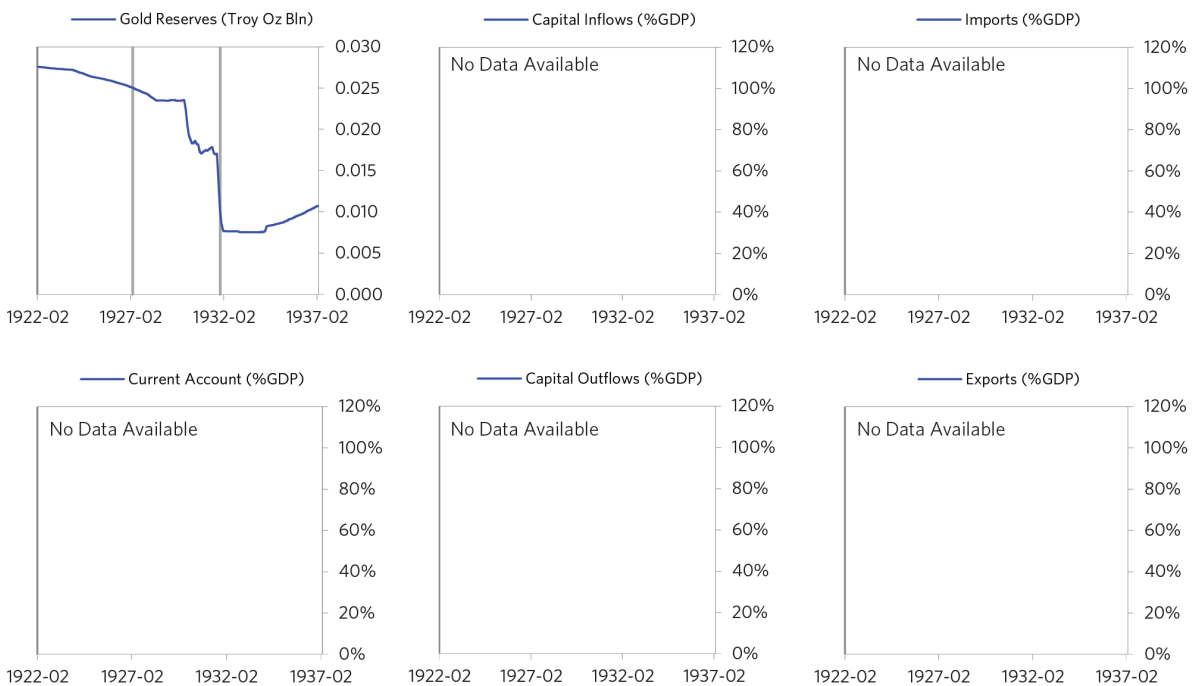 Gold Reserves (Troy Oz Bln)
0.030
0.025
0.020
0.015
0.010
0.005
0.000
1922-02 1927-02 1932-02 1937-02
Capital Inflows (%GDP)
No Data Available
120%
100%
80%
60%
40%
20%
0%
1922-02 1927-02 1932-02 1937-02
Imports (%GDP)
No Data Available
120%
100%
80%
60%
40%
20%
0%
1922-02 1927-02 1932-02 1937-02
Current Account (%GDP)
No Data Available
120%
100%
80%
60%
40%
20%
0%
1922-02 1927-02 1932-02 1937-02
Capital Outflows (%GDP)
No Data Available
120%
100%
80%
60%
40%
20%
0%
1922-02 1927-02 1932-02 1937-02
Exports (%GDP)
No Data Available
120%
100%
80%
60%
40%
20%
0%
1922-02 1927-02 1932-02 1937-02